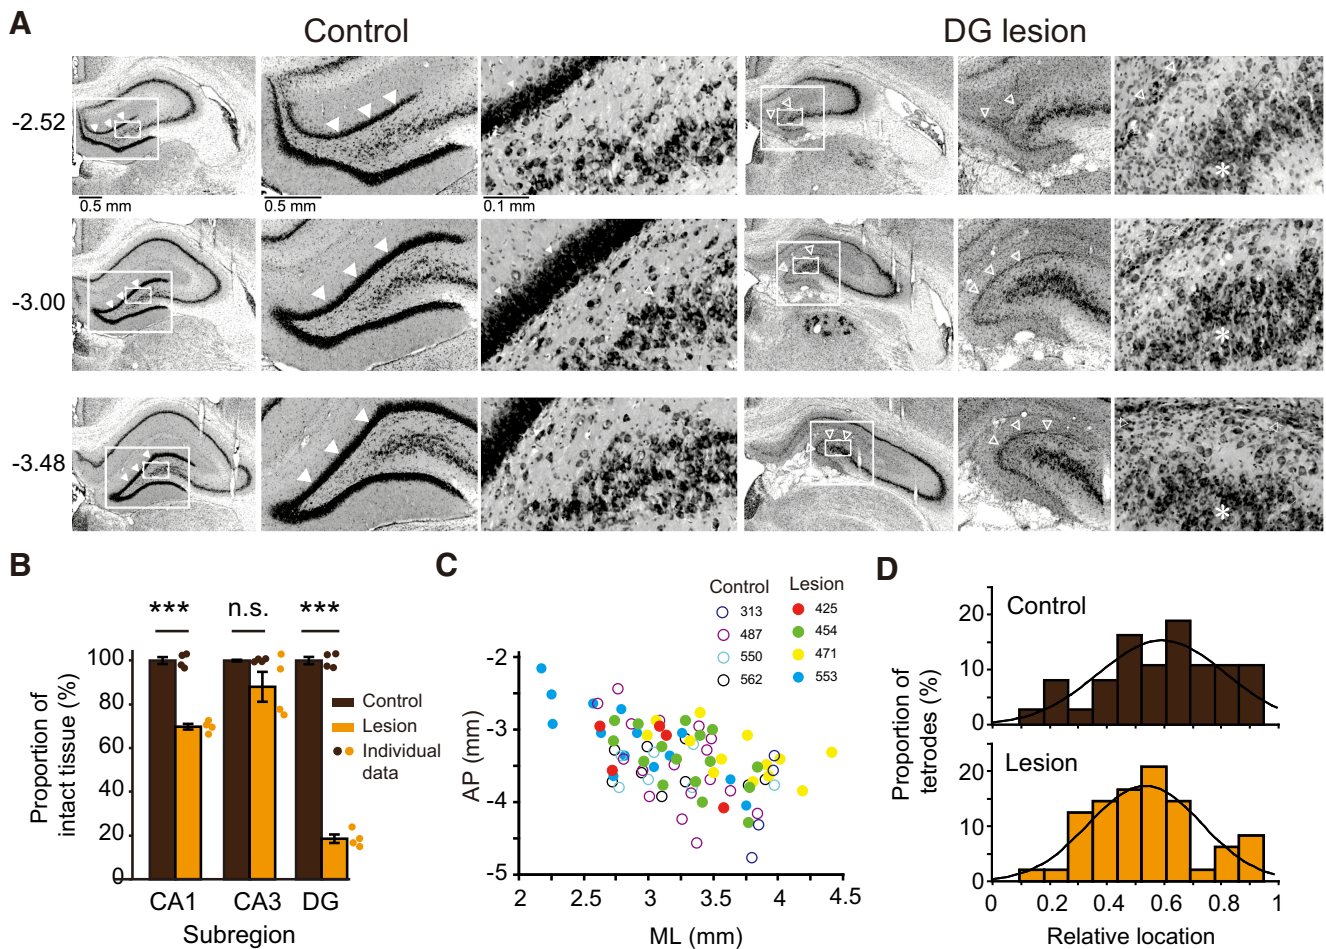 A
Control
DG lesion
-2.52
0.5 mm
0.5 mm
0.1 mm
*
-3.00
*
-3.48
*
B
***
n.s.
***
100
80
60
40
20
0
Proportion of
intact tissue (%)
Control
Lesion
Individual
data
CA1
CA3
DG
Subregion
C
Control
Lesion
313
425
487
454
550
471
562
553
-2
-3
-4
-5
AP (mm)
2
2.5
3
3.5
4
4.5
ML (mm)
D
Control
20
10
0
Proportion of
tetrodes (%)
Lesion
20
10
0
0
0.2
0.4
0.6
0.8
1
Relative location